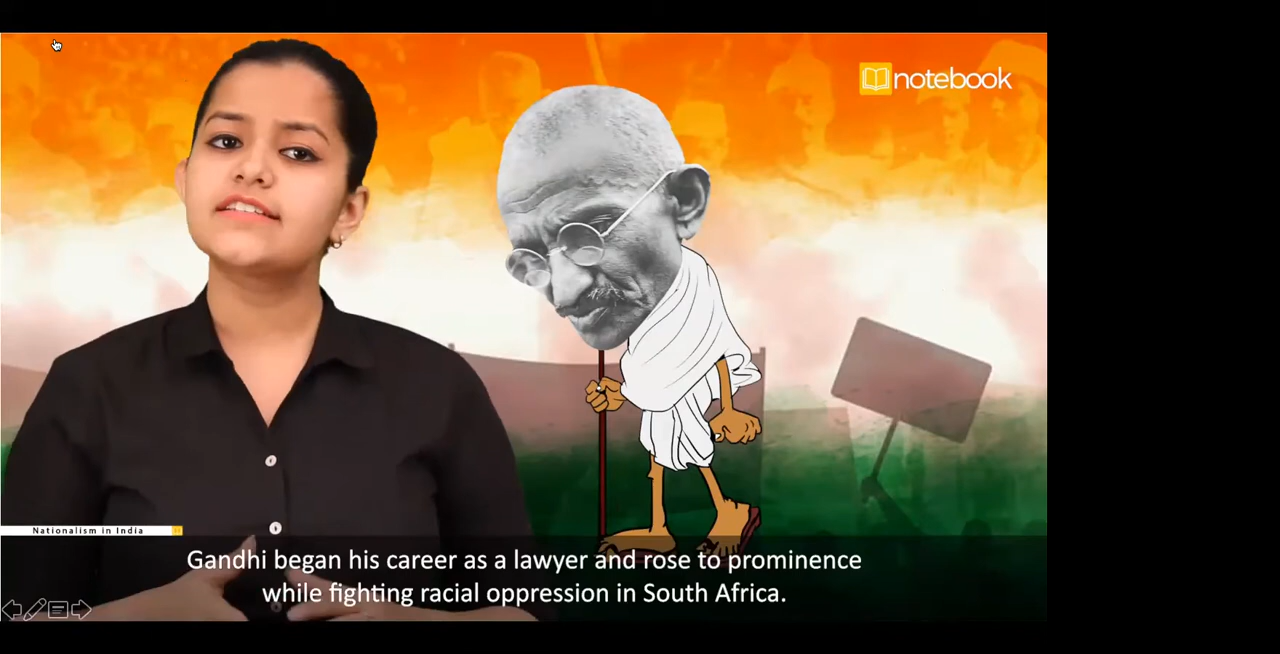 notebook
Nationalism in India
Gandhi began his career as a lawyer and rose to prominence
while fighting racial oppression in South Africa.